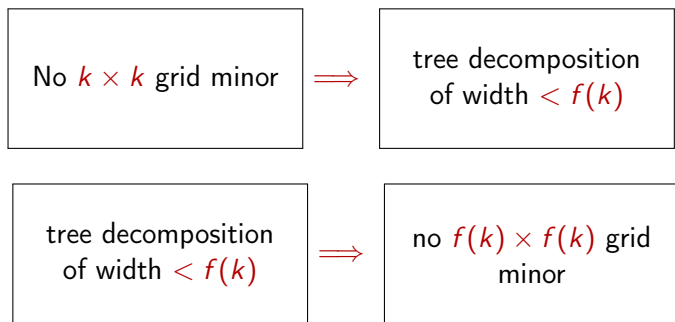 No k × k grid minor ⟹ tree decomposition
of width < f(k)
tree decomposition
of width < f(k)
⟹ no f(k) × f(k) grid
minor